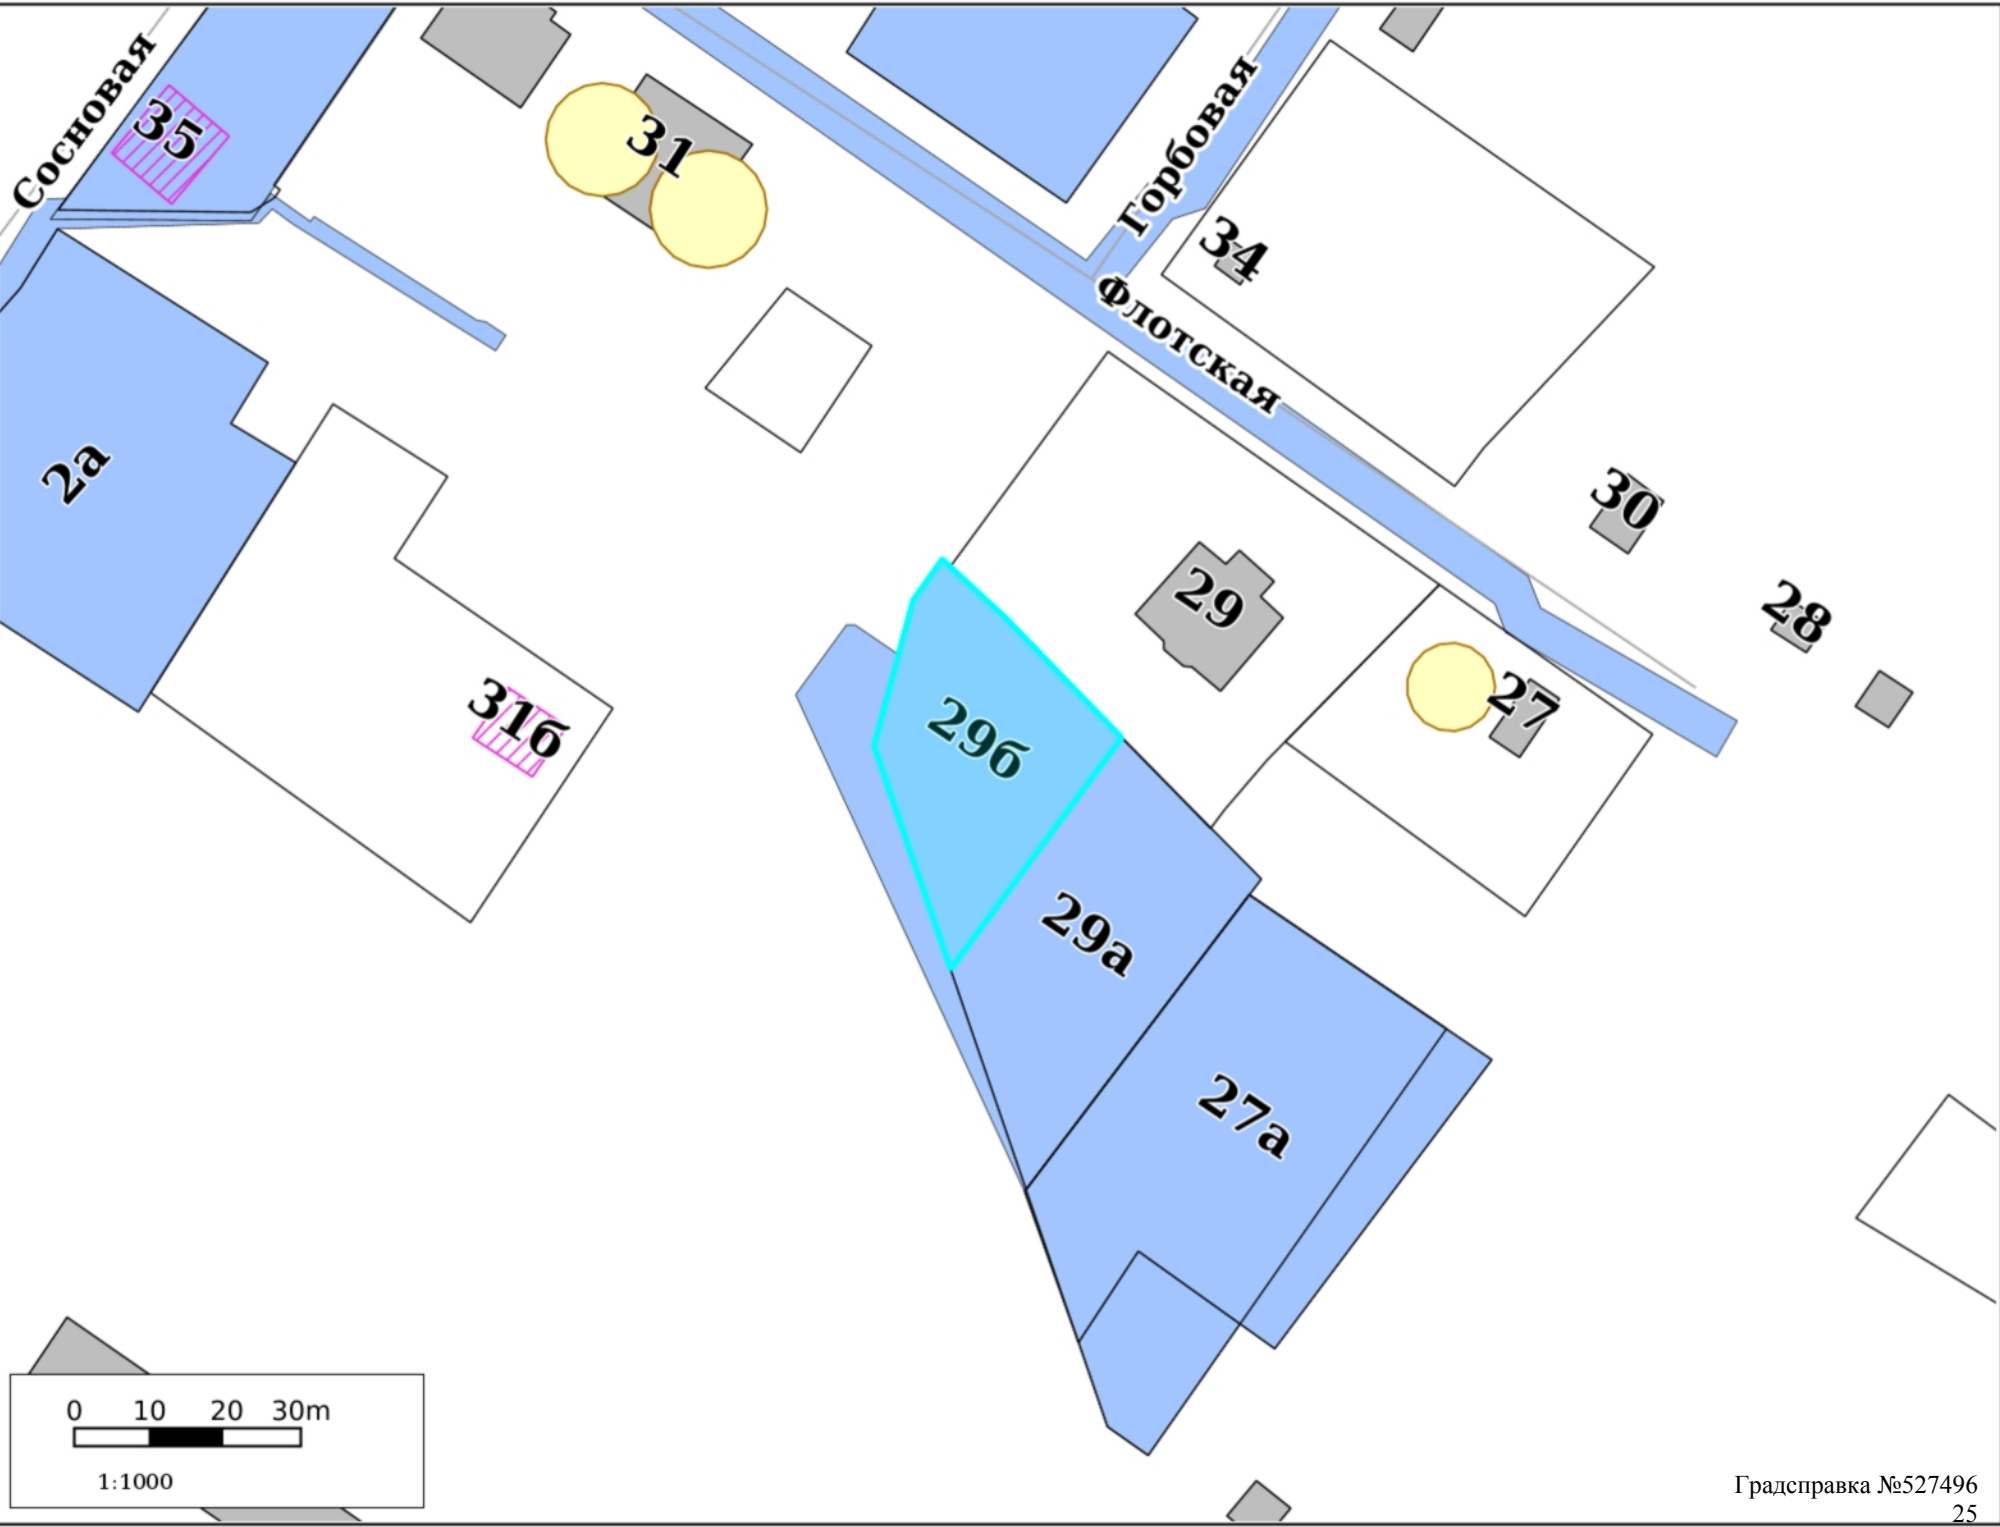 Сосновая
35
31
Горбовая
34
Флотская
2а
30
29
28
27
31б
29б
29а
27а
0 10 20 30m
1:1000
Градсправка №527496
25